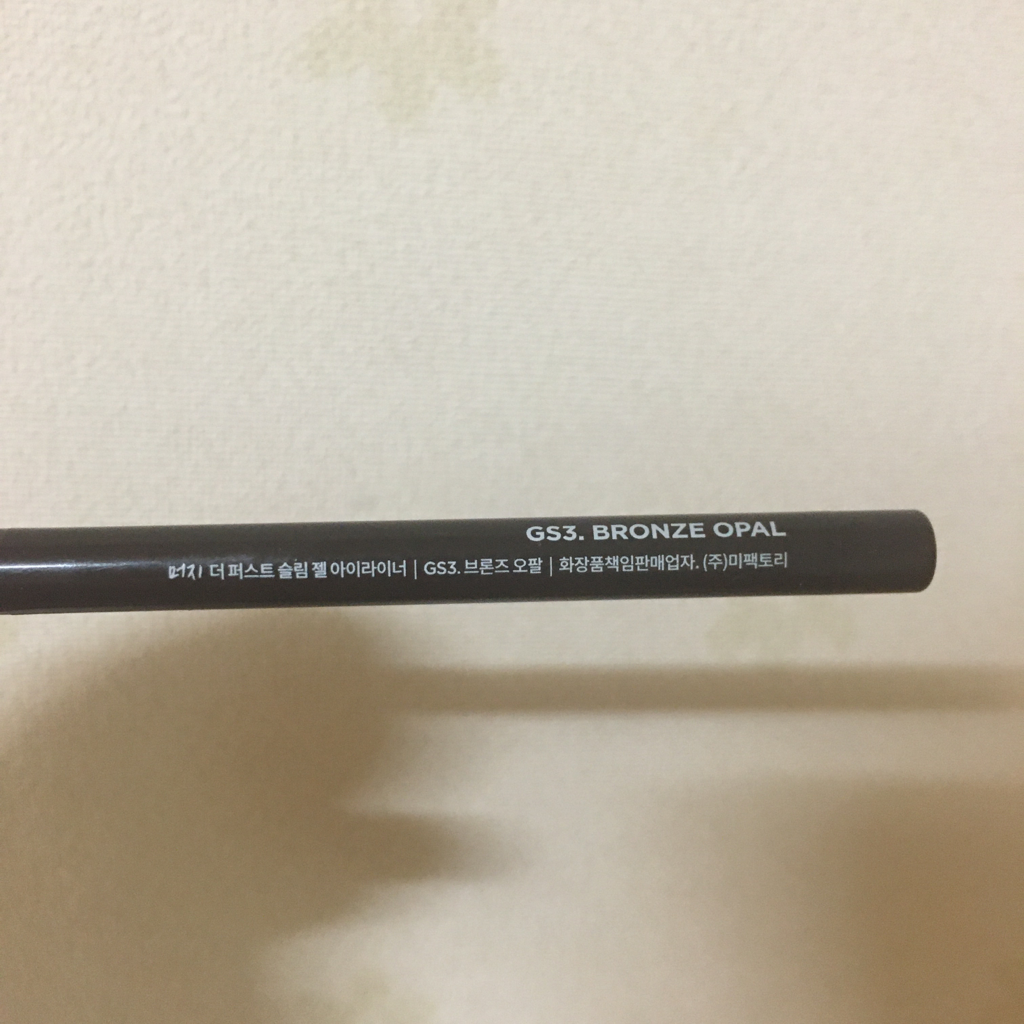 GS3. BRONZE OPAL
머지 더 퍼스트 슬림 젤 아이라이너 | GS3. 브론즈 오팔 | 화장품책임판매업자. (주)미팩토리